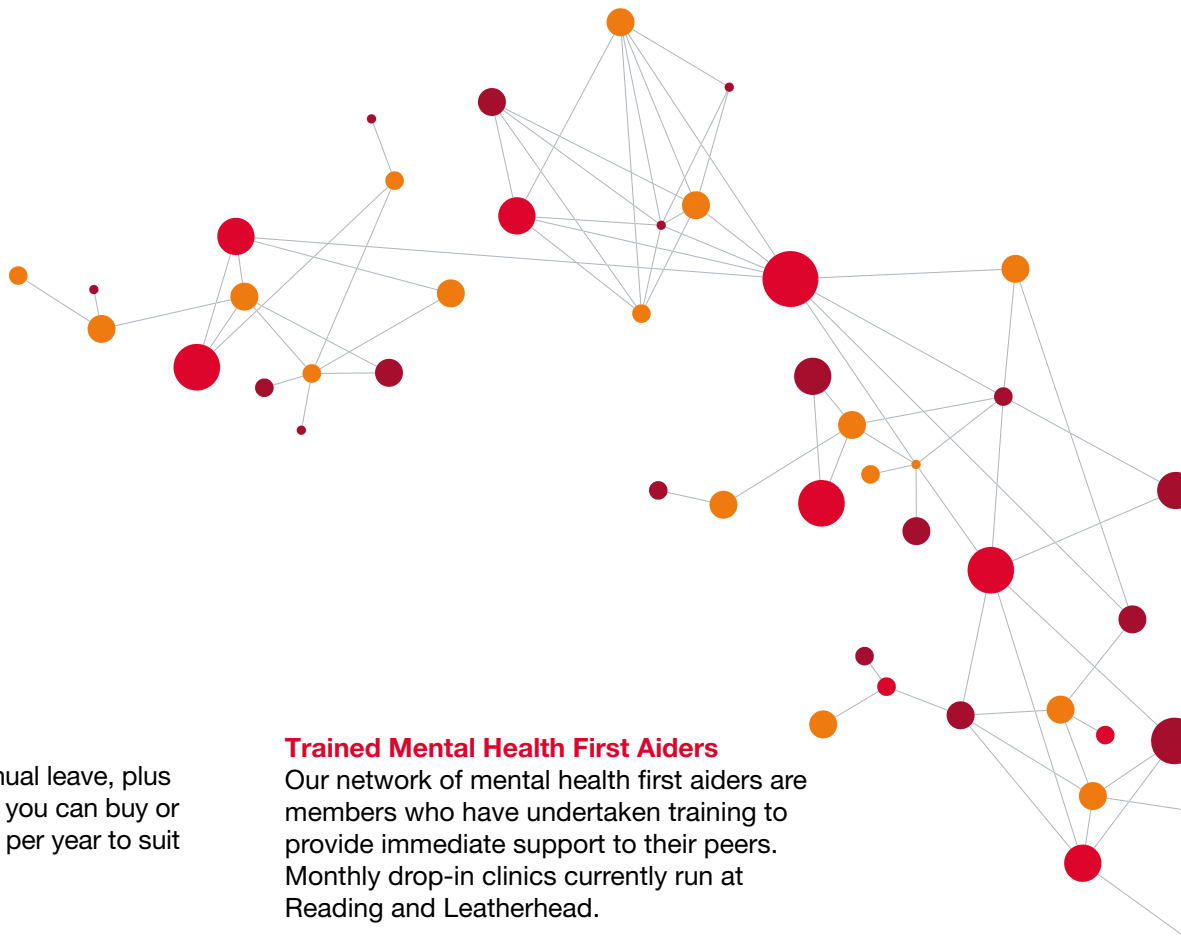 nual leave, plus
you can buy or
per year to suit
Trained Mental Health First Aiders
Our network of mental health first aiders are
members who have undertaken training to
provide immediate support to their peers.
Monthly drop-in clinics currently run at
Reading and Leatherhead.